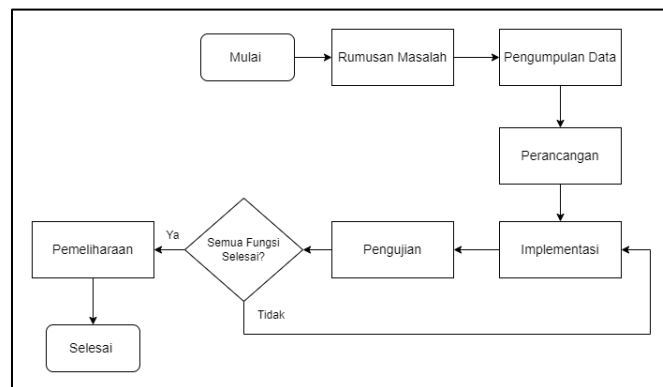 Mulai
Rumusan Masalah
Pengumpulan Data
Perancangan
Implementasi
Pengujian
Semua Fungsi
Selesai?
Ya
Tidak
Pemeliharaan
Selesai